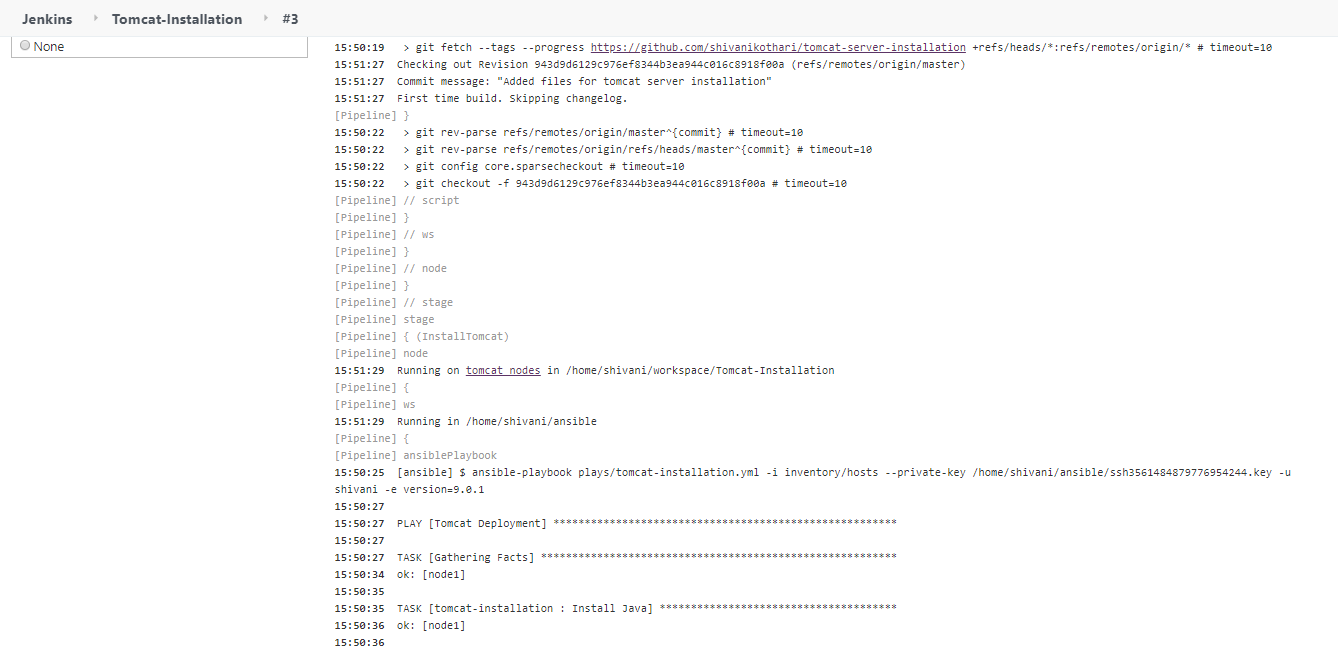 Jenkins Tomcat-Installation #3
None
15:50:19 > git fetch --tags --progress https://github.com/shivanikothari/tomcat-server-installation +refs/heads/*:refs/remotes/origin/* # timeout=10
15:51:27 Checking out Revision 943d9d6129c976ef8344b3ea944c016c8918f00a (refs/remotes/origin/master)
15:51:27 Commit message: "Added files for tomcat server installation"
15:51:27 First time build. Skipping changelog.
[Pipeline] }
15:50:22 > git rev-parse refs/remotes/origin/master^{commit} # timeout=10
15:50:22 > git rev-parse refs/remotes/origin/refs/heads/master^{commit} # timeout=10
15:50:22 > git config core.sparsecheckout # timeout=10
15:50:22 > git checkout -f 943d9d6129c976ef8344b3ea944c016c8918f00a # timeout=10
[Pipeline] // script
[Pipeline] }
[Pipeline] // ws
[Pipeline] }
[Pipeline] // node
[Pipeline] }
[Pipeline] // stage
[Pipeline] stage
[Pipeline] { (InstallTomcat)
[Pipeline] node
15:51:29 Running on tomcat nodes in /home/shivani/workspace/Tomcat-Installation
[Pipeline] {
[Pipeline] ws
15:51:29 Running in /home/shivani/ansible
[Pipeline] {
[Pipeline] ansiblePlaybook
15:50:25 [ansible] $ ansible-playbook plays/tomcat-installation.yml -i inventory/hosts --private-key /home/shivani/ansible/ssh3561484879776954244.key -u
shivani -e version=9.0.1
15:50:27
15:50:27 PLAY [Tomcat Deployment] *******************************************************
15:50:27
15:50:27 TASK [Gathering Facts] *********************************************************
15:50:34 ok: [node1]
15:50:35
15:50:35 TASK [tomcat-installation : Install Java] **************************************
15:50:36 ok: [node1]
15:50:36